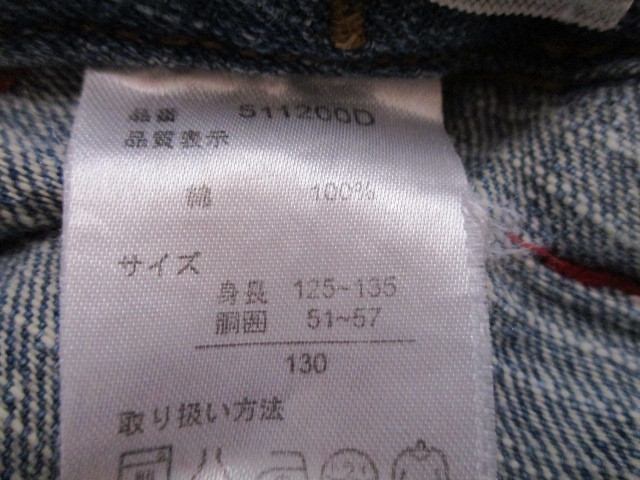 品番 511200D
品質表示
綿 100%
サイズ
身長 125~135
胴囲 51~57
130
取り扱い方法